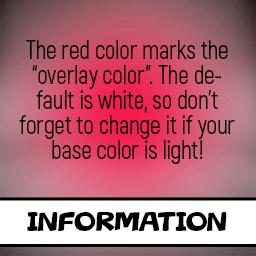 The red color marks the
“overlay color”. The de-
fault is white, so don’t
forget to change it if your
base color is light!
INFORMATION